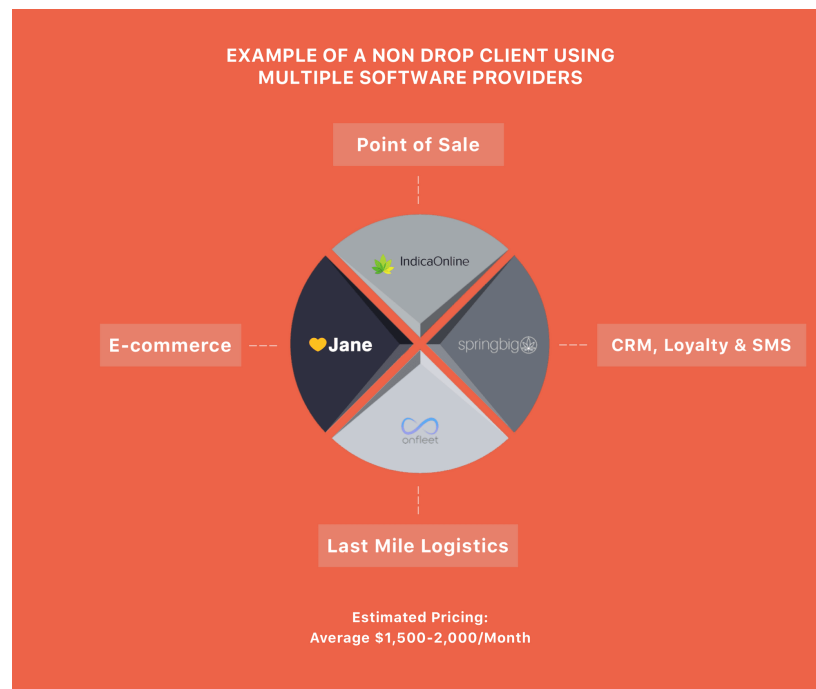 EXAMPLE OF A NON DROP CLIENT USING
MULTIPLE SOFTWARE PROVIDERS
Point of Sale
IndicaOnline
E-commerce
Jane
springbig
CRM, Loyalty & SMS
onfleet
Last Mile Logistics
Estimated Pricing:
Average $1,500-2,000/Month